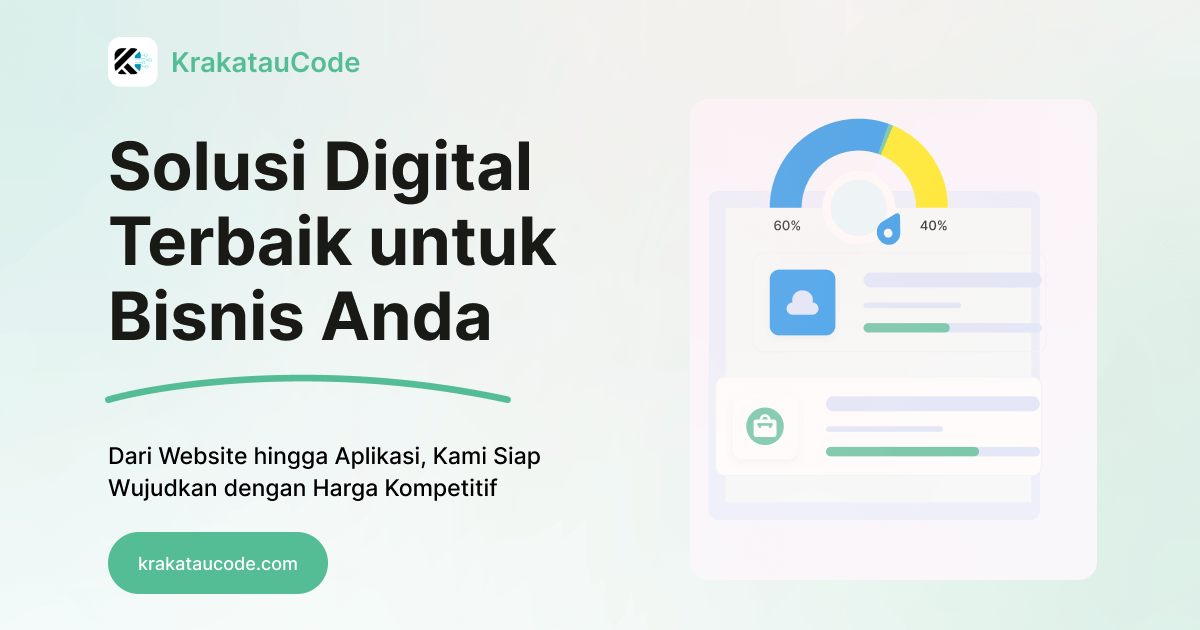 KrakatauCode
Solusi Digital
Terbaik untuk
Bisnis Anda
Dari Website hingga Aplikasi, Kami Siap
Wujudkan dengan Harga Kompetitif
krakataucode.com
60%
40%